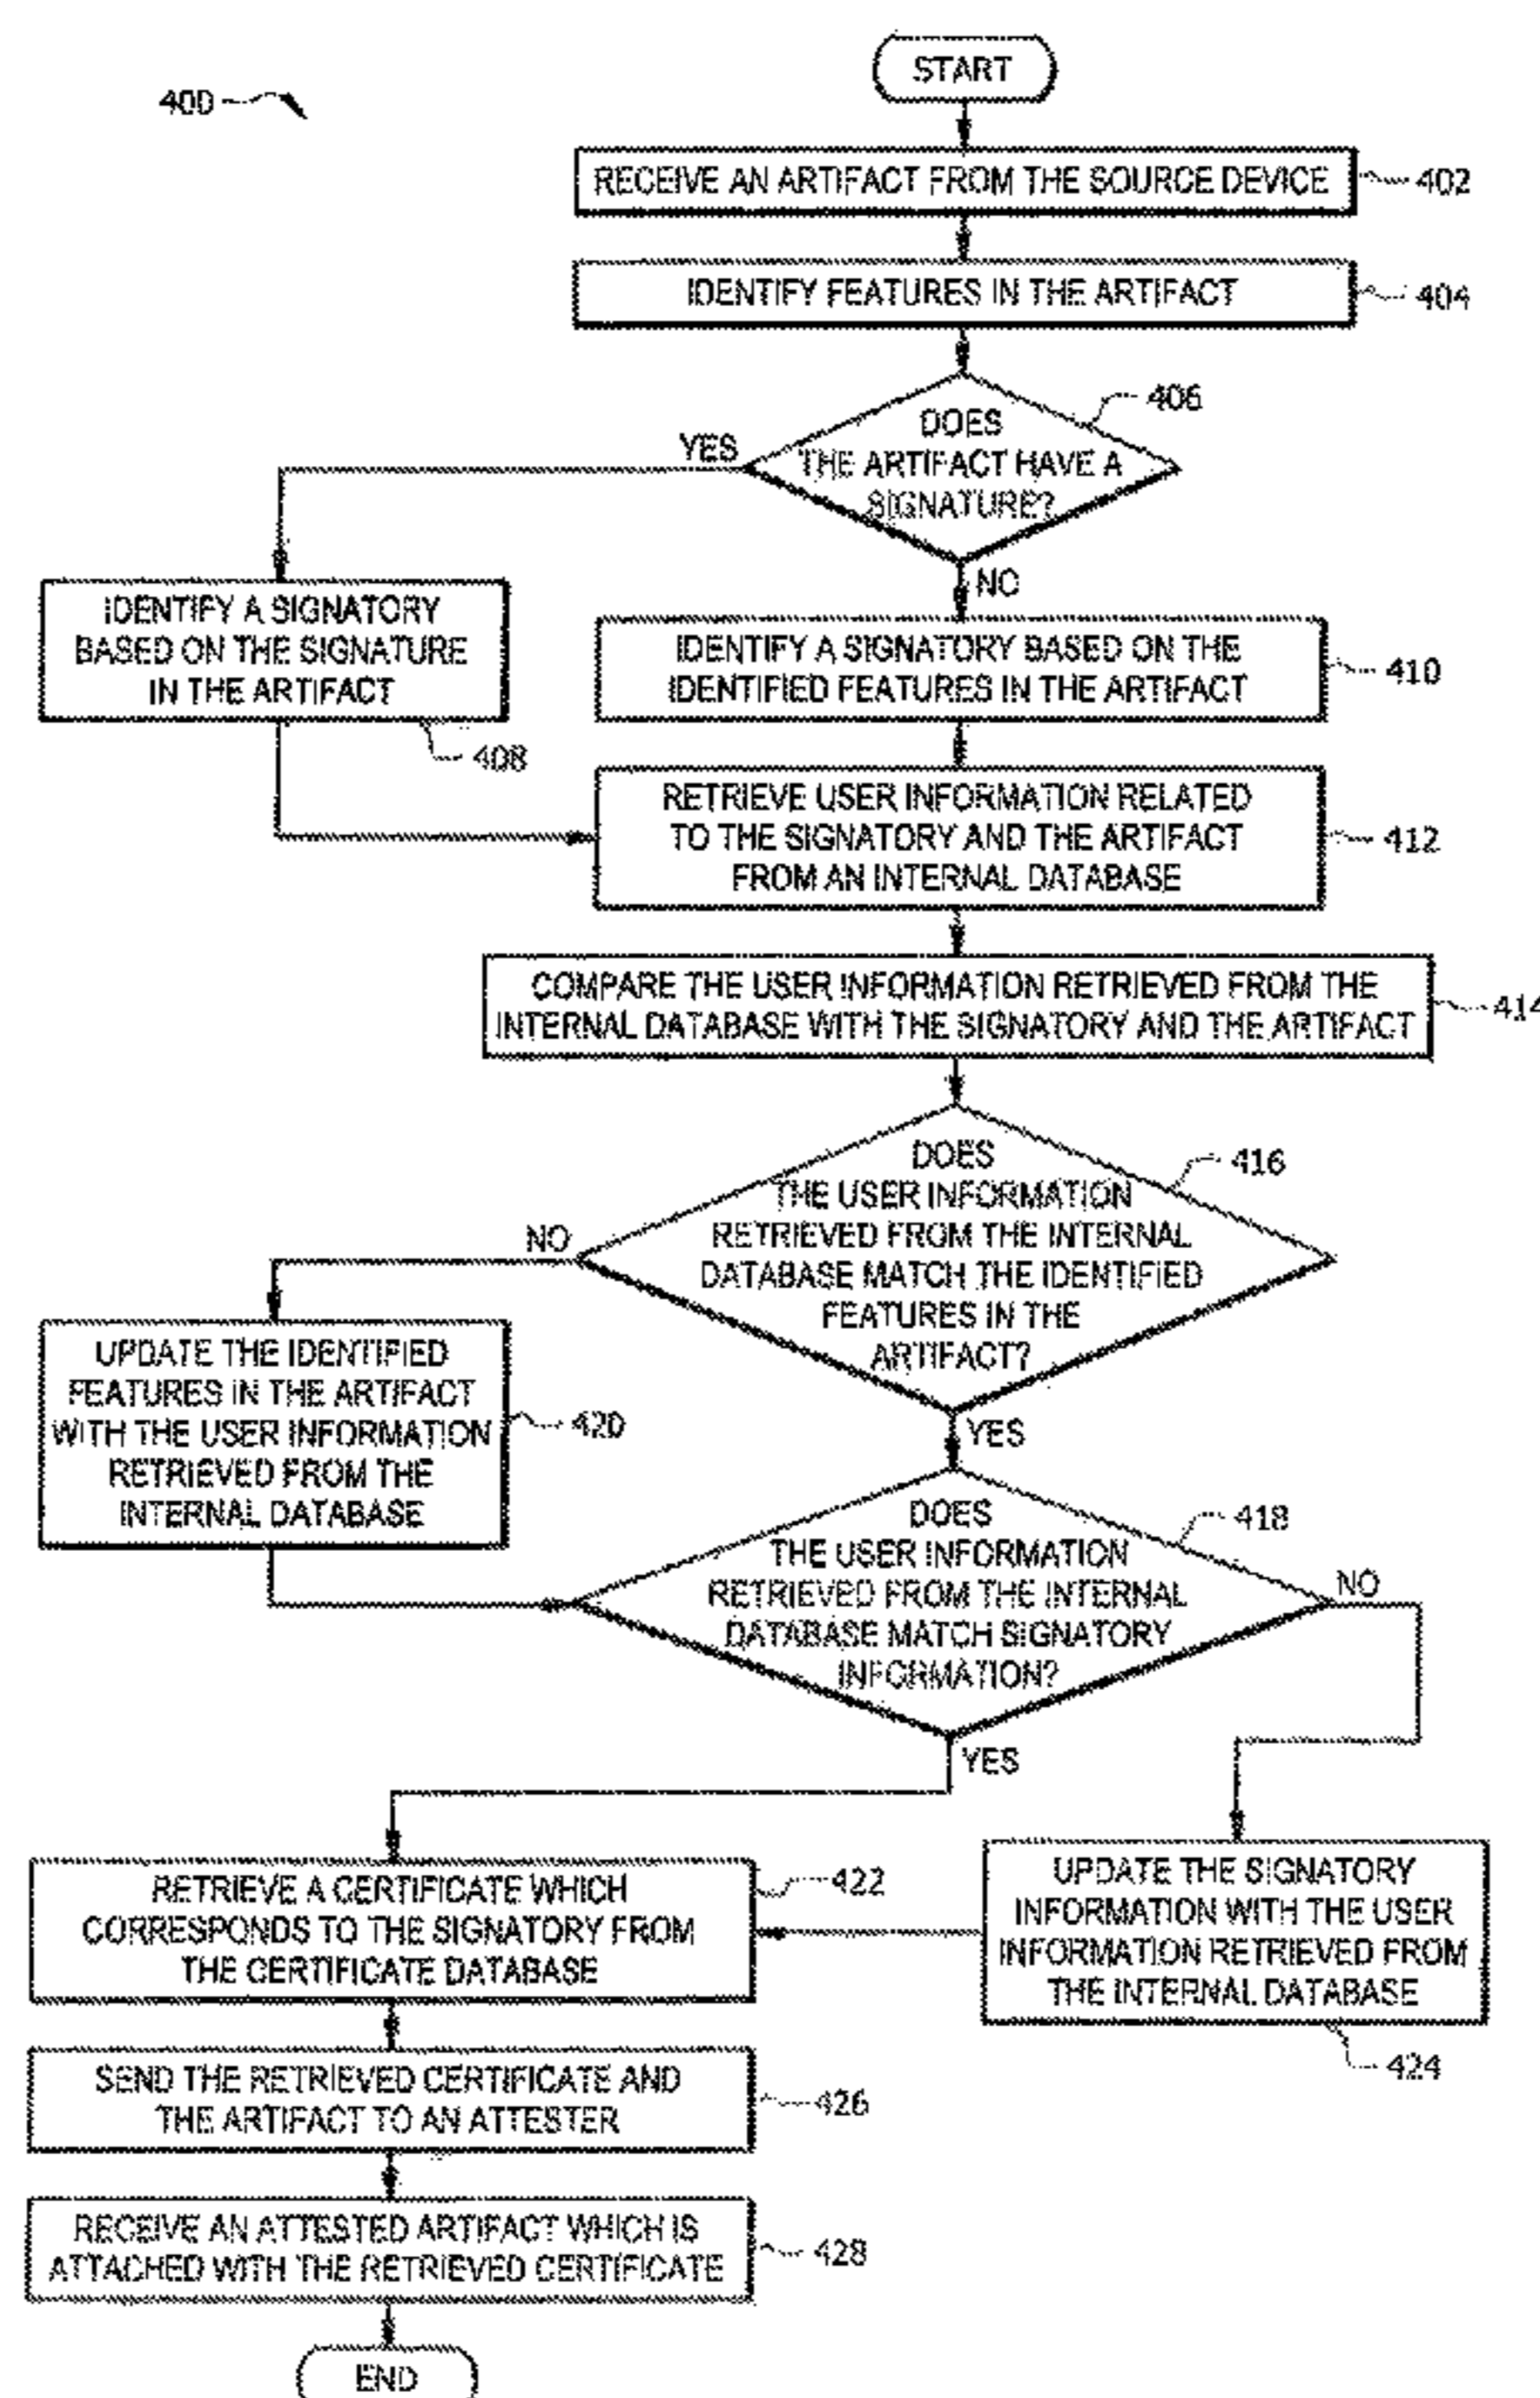 START
400
RECEIVE AN ARTIFACT FROM THE SOURCE DEVICE
402
IDENTIFY FEATURES IN THE ARTIFACT
404
406
DOES
THE ARTIFACT HAVE A
SIGNATURE?
YES
NO
IDENTIFY A SIGNATORY
BASED ON THE SIGNATURE
IN THE ARTIFACT
408
IDENTIFY A SIGNATORY BASED ON THE
IDENTIFIED FEATURES IN THE ARTIFACT
410
RETRIEVE USER INFORMATION RELATED
TO THE SIGNATORY AND THE ARTIFACT
FROM AN INTERNAL DATABASE
412
COMPARE THE USER INFORMATION RETRIEVED FROM THE
INTERNAL DATABASE WITH THE SIGNATORY AND THE ARTIFACT
414
DOES
THE USER INFORMATION
RETRIEVED FROM THE INTERNAL
DATABASE MATCH THE IDENTIFIED
FEATURES IN THE
ARTIFACT?
416
NO
YES
UPDATE THE IDENTIFIED
FEATURES IN THE ARTIFACT
WITH THE USER INFORMATION
RETRIEVED FROM THE
INTERNAL DATABASE
420
DOES
THE USER INFORMATION
RETRIEVED FROM THE INTERNAL
DATABASE MATCH SIGNATORY
INFORMATION?
418
NO
YES
RETRIEVE A CERTIFICATE WHICH
CORRESPONDS TO THE SIGNATORY FROM
THE CERTIFICATE DATABASE
422
UPDATE THE SIGNATORY
INFORMATION WITH THE USER
INFORMATION RETRIEVED FROM
THE INTERNAL DATABASE
424
SEND THE RETRIEVED CERTIFICATE AND
THE ARTIFACT TO AN ATTESTER
426
RECEIVE AN ATTESTED ARTIFACT WHICH IS
ATTACHED WITH THE RETRIEVED CERTIFICATE
428
END